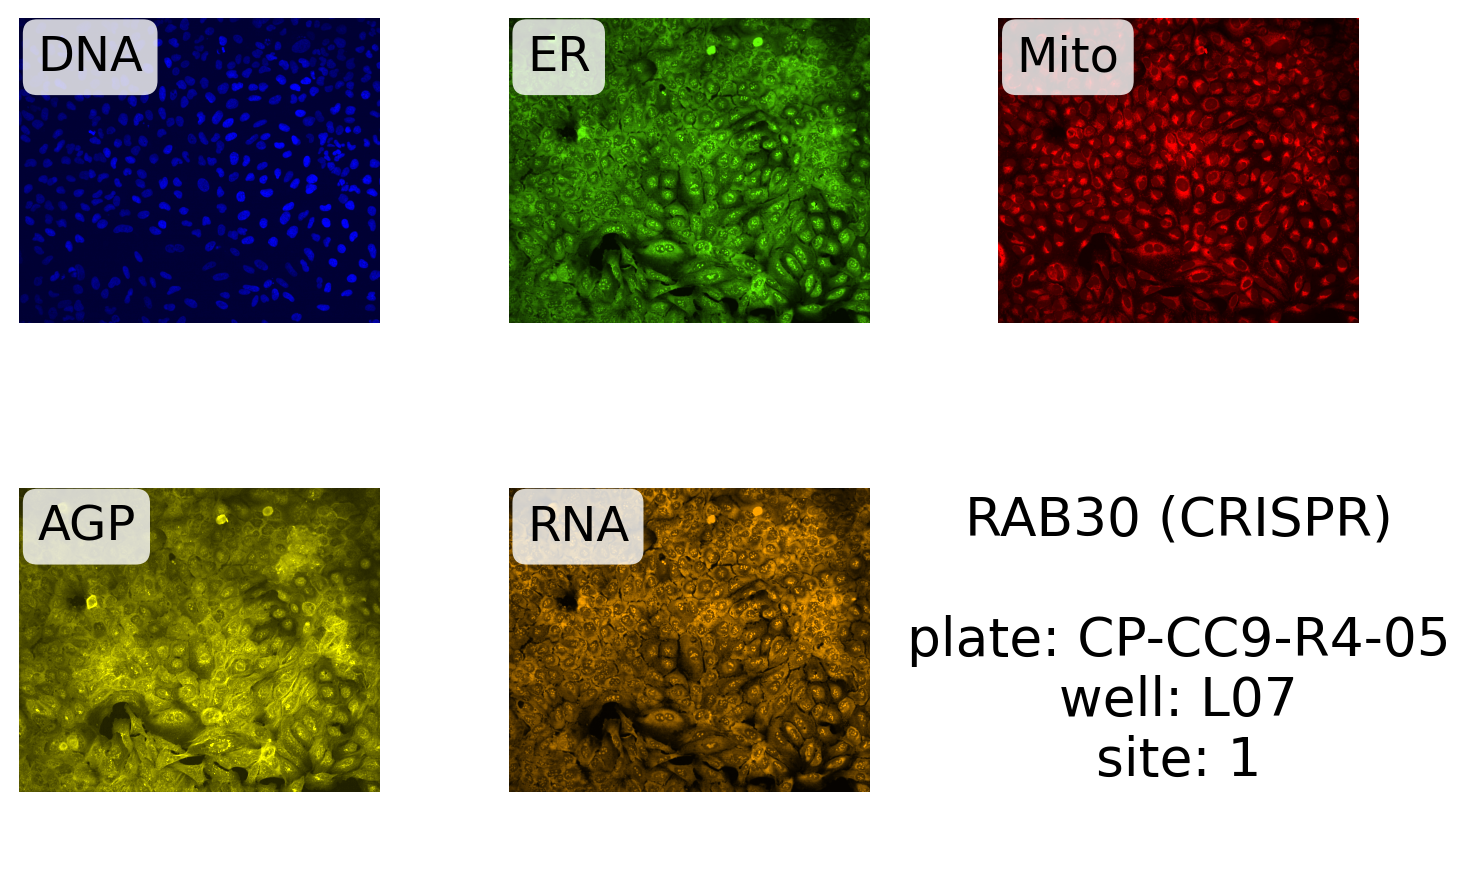 DNA
ER
Mito
AGP
RNA
RAB30 (CRISPR)
plate: CP-CC9-R4-05
well: L07
site: 1